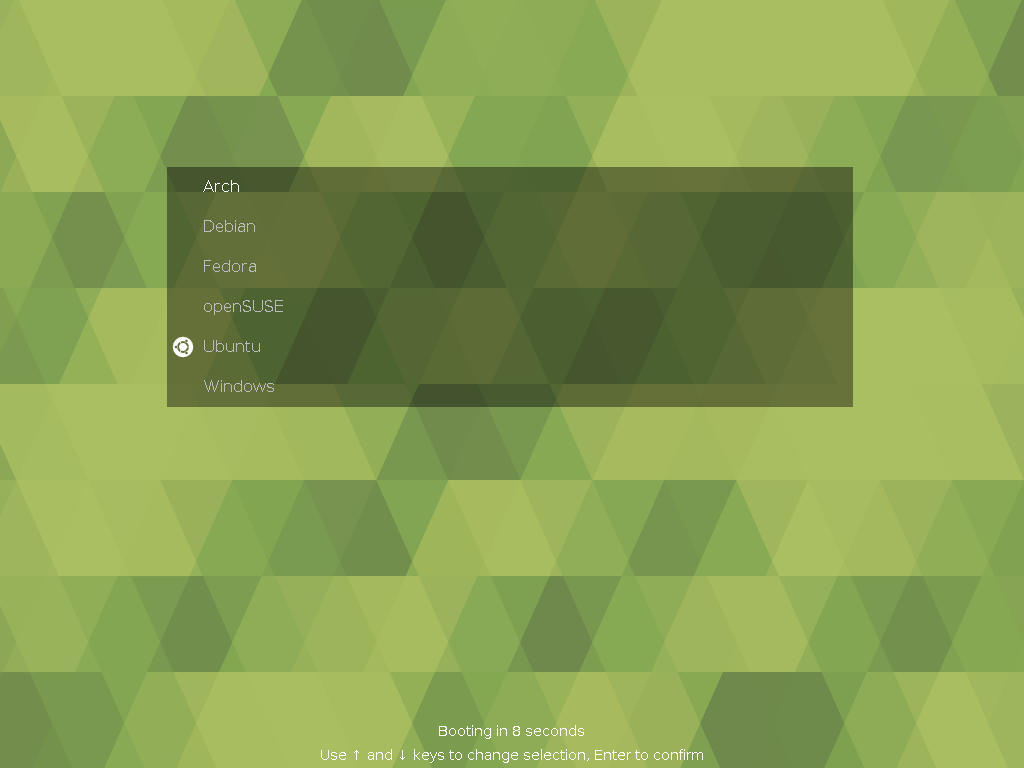 Arch
Debian
Fedora
openSUSE
Ubuntu
Windows
Booting in 8 seconds
Use ↑ and ↓ keys to change selection, Enter to confirm